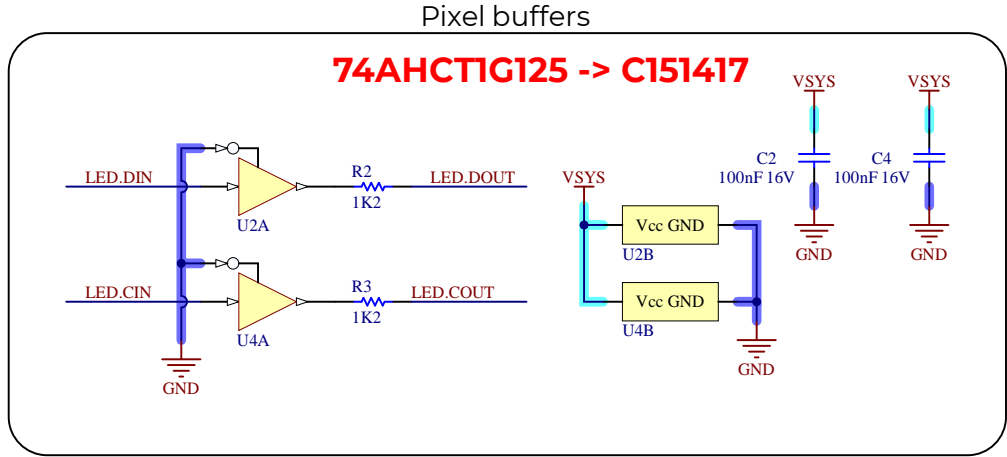 Pixel buffers
74AHCT1G125 -> C151417
VSYS
VSYS
C2
100nF 16V
C4
100nF 16V
GND
GND
LED.DIN
R2
1K2
LED.DOUT
U2A
LED.CIN
R3
1K2
LED.COUT
U4A
GND
VSYS
Vcc GND
U2B
Vcc GND
U4B
GND